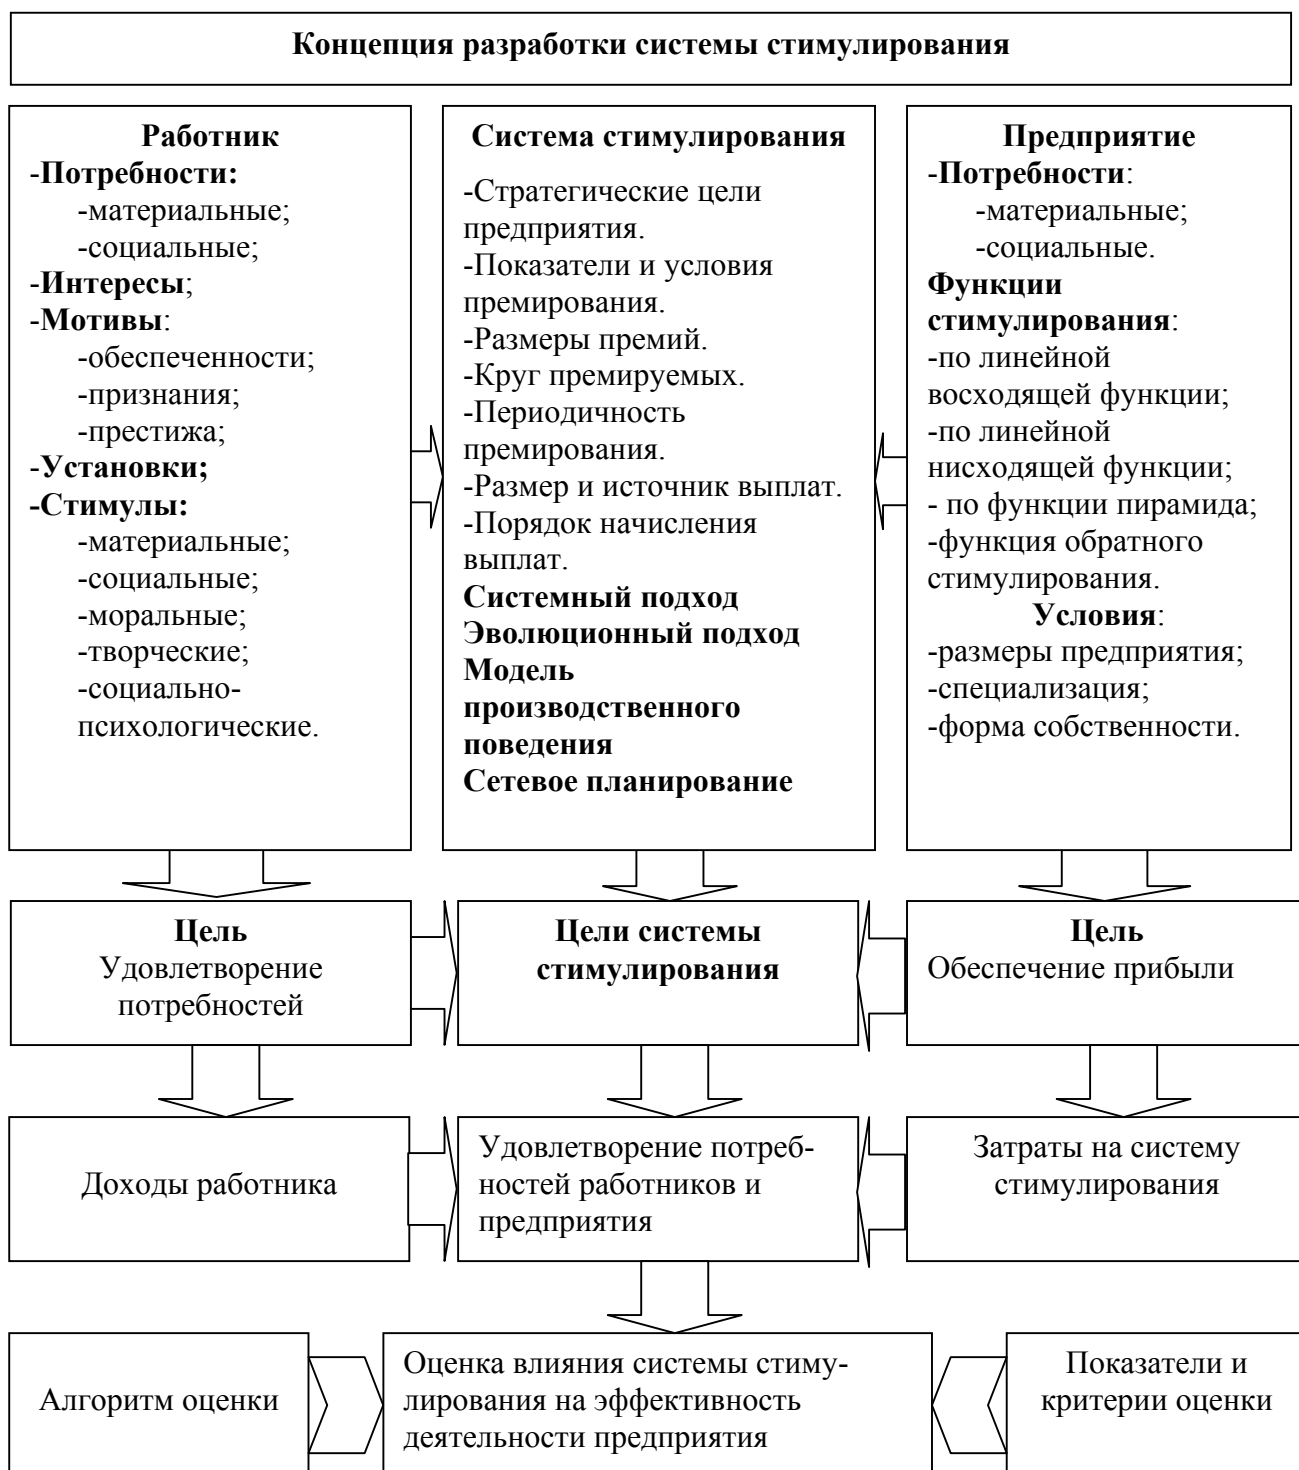 Концепция разработки системы стимулирования
Работник
-Потребности:
-материальные;
-социальные;
-Интересы;
-Мотивы:
-обеспеченности;
-признания;
-престижа;
-Установки;
-Стимулы:
-материальные;
-социальные;
-моральные;
-творческие;
-социально-
психологические.
Система стимулирования
-Стратегические цели
предприятия.
-Показатели и условия
премирования.
-Размеры премий.
-Круг премируемых.
-Периодичность
премирования.
-Размер и источник выплат.
-Порядок начисления
выплат.
Системный подход
Эволюционный подход
Модель
производственного
поведения
Сетевое планирование
Предприятие
-Потребности:
-материальные;
-социальные.
Функции
стимулирования:
-по линейной
восходящей функции;
-по линейной
нисходящей функции;
- по функции пирамида;
-функция обратного
стимулирования.
Условия:
-размеры предприятия;
-специализация;
-форма собственности.
Цель
Удовлетворение
потребностей
Цели системы
стимулирования
Цель
Обеспечение прибыли
Доходы работника
Удовлетворение потреб-
ностей работников и
предприятия
Затраты на систему
стимулирования
Алгоритм оценки
Оценка влияния системы стиму-
лирования на эффективность
деятельности предприятия
Показатели и
критерии оценки